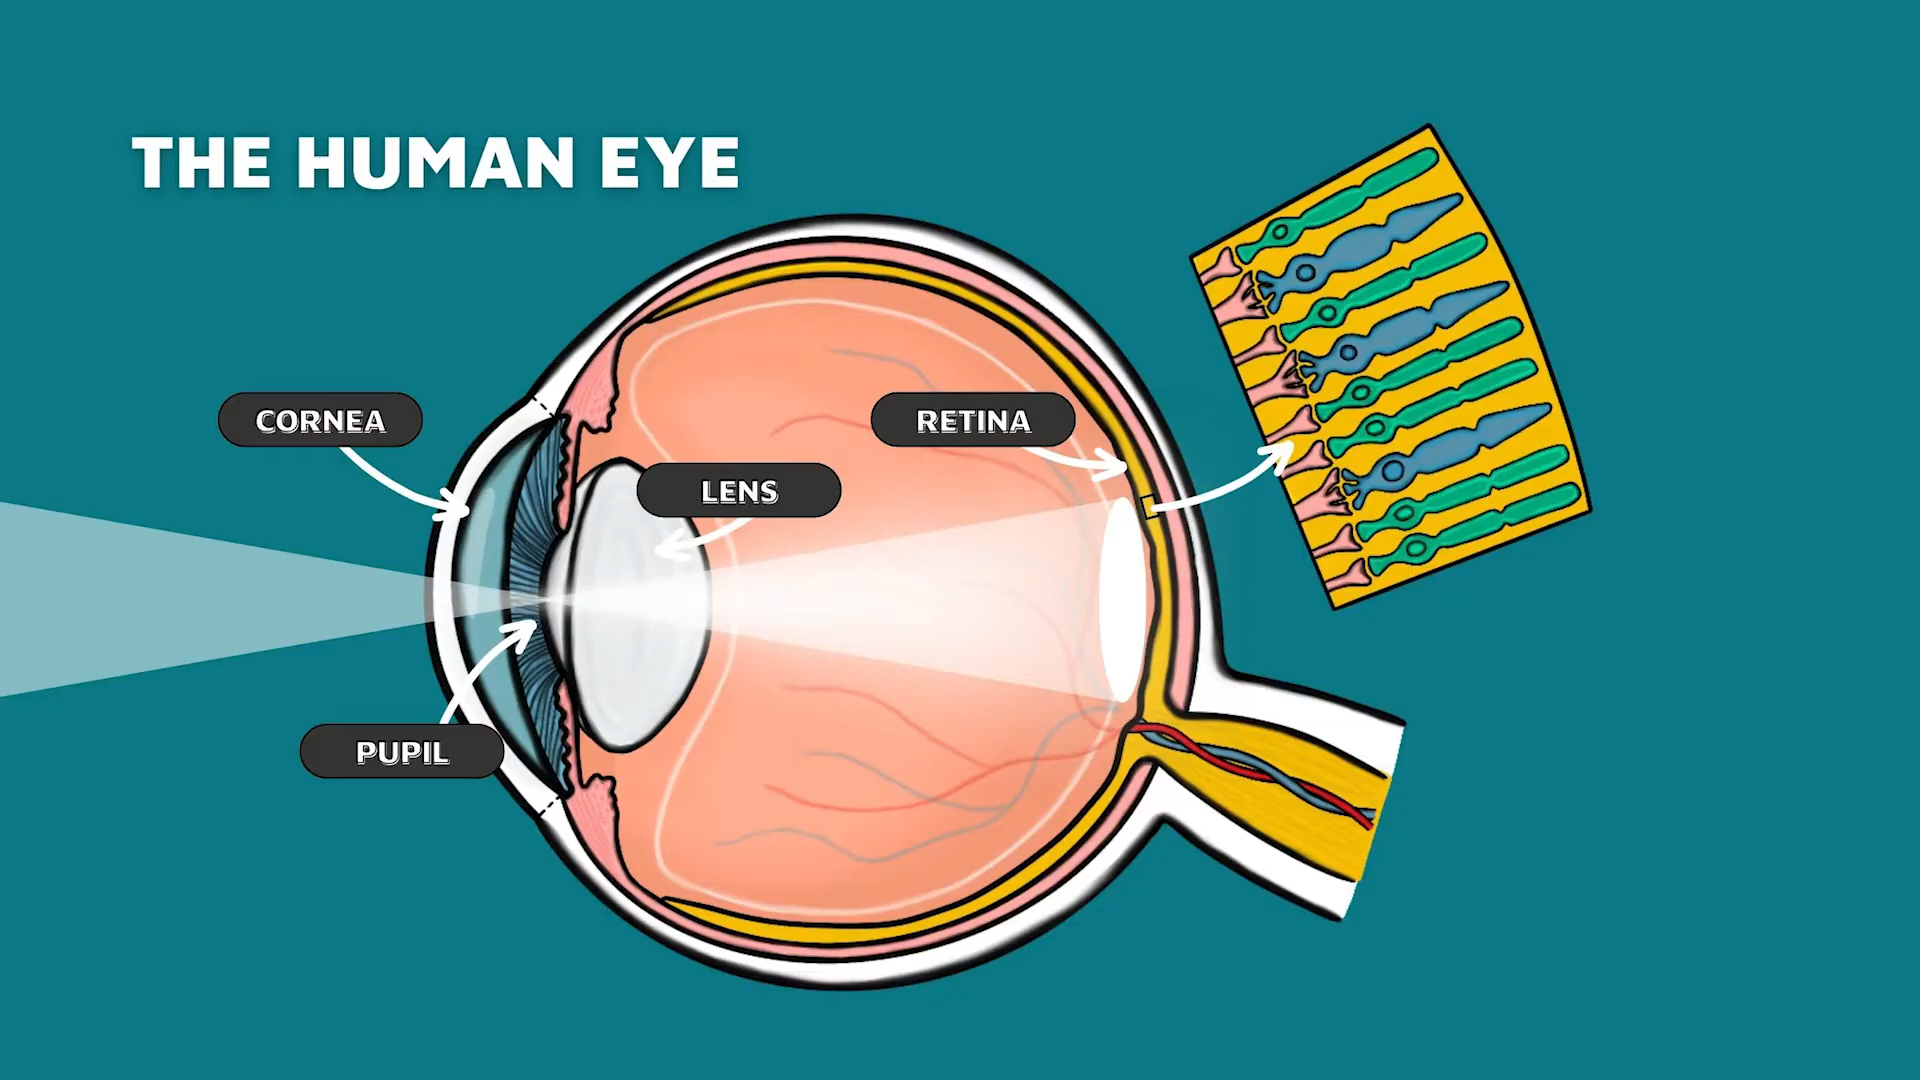 THE HUMAN EYE
CORNEA
RETINA
LENS
PUPIL